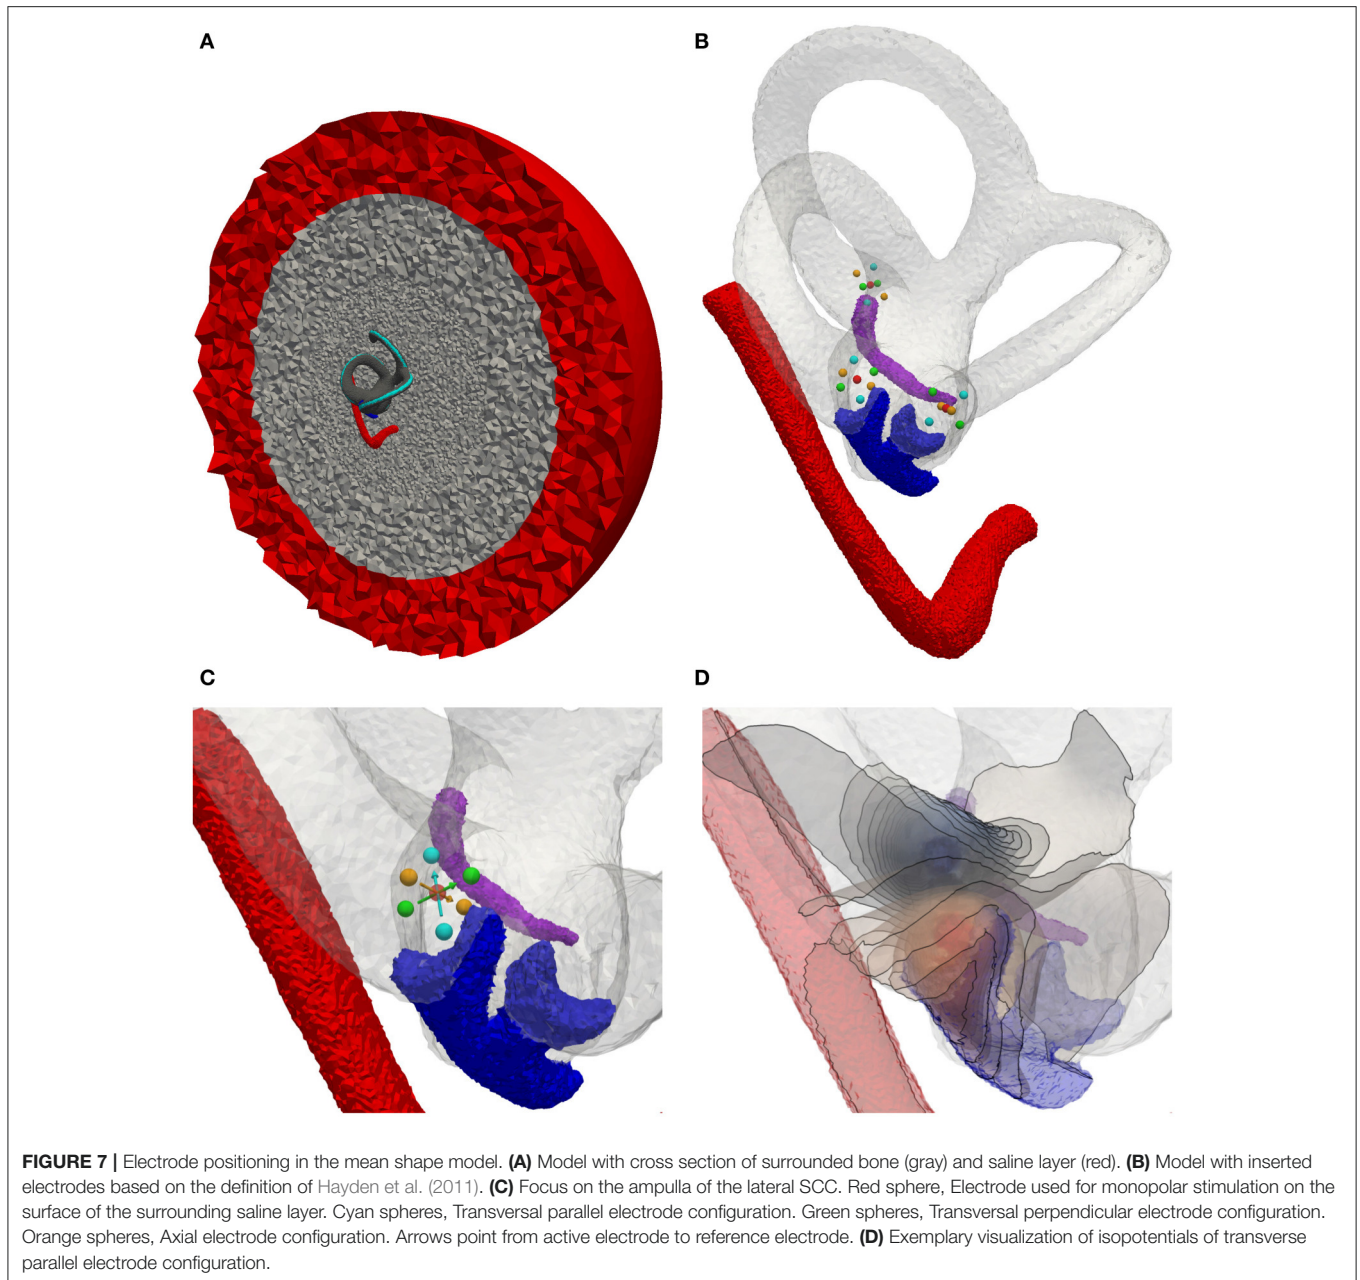 A
B
C
D
FIGURE 7 | Electrode positioning in the mean shape model. (A) Model with cross section of surrounded bone (gray) and saline layer (red). (B) Model with inserted
electrodes based on the definition of Hayden et al. (2011). (C) Focus on the ampulla of the lateral SCC. Red sphere, Electrode used for monopolar stimulation on the
surface of the surrounding saline layer. Cyan spheres, Transversal parallel electrode configuration. Green spheres, Transversal perpendicular electrode configuration.
Orange spheres, Axial electrode configuration. Arrows point from active electrode to reference electrode. (D) Exemplary visualization of isopotentials of transverse
parallel electrode configuration.